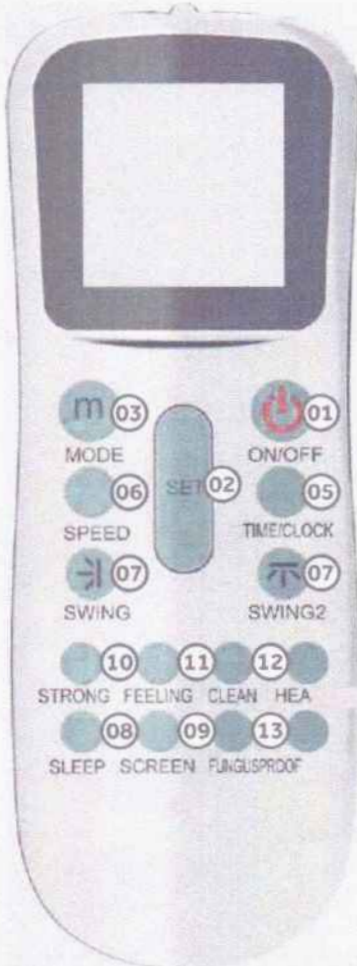 m 03 01
MODE ON/OFF
SET 02
06 05
SPEED TIME/CLOCK
07 07
SWING SWING2
10 11 12
STRONG FEELING CLEAN HEA
08 09 13
SLEEP SCREEN FUNGUSPROOF